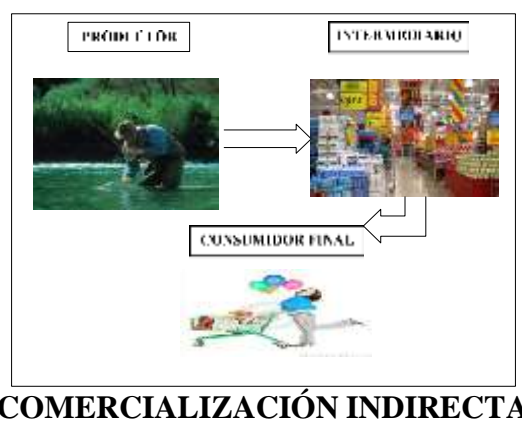 PRODUCTOR
INTERMEDIARIO
CONSUMIDOR FINAL
COMERCIALIZACIÓN INDIRECTA